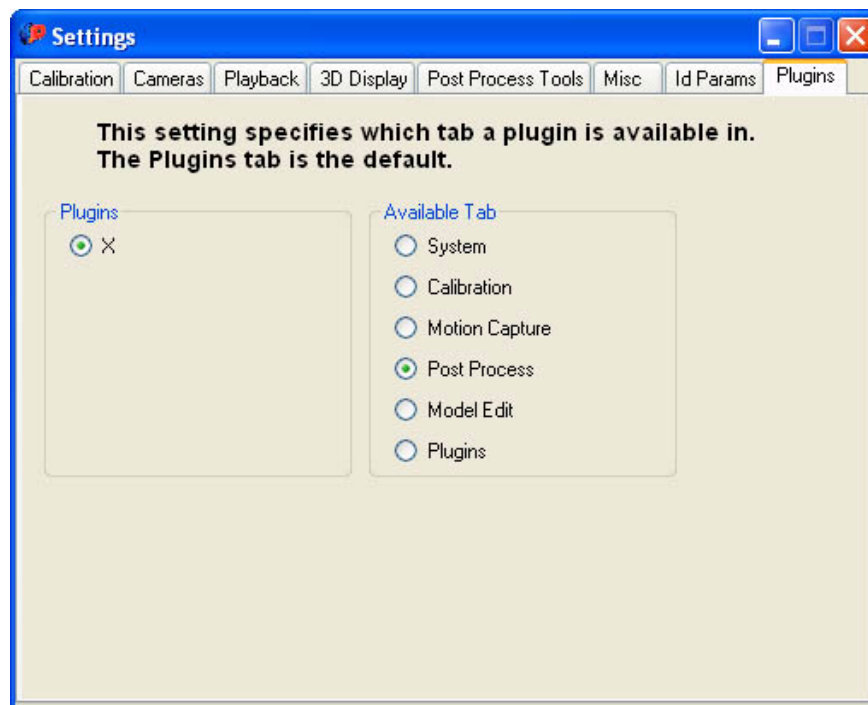 Settings
Calibration Cameras Playback 3D Display Post Process Tools Misc Id Params Plugins
This setting specifies which tab a plugin is available in.
The Plugins tab is the default.
Plugins
X
Available Tab
System
Calibration
Motion Capture
Post Process
Model Edit
Plugins